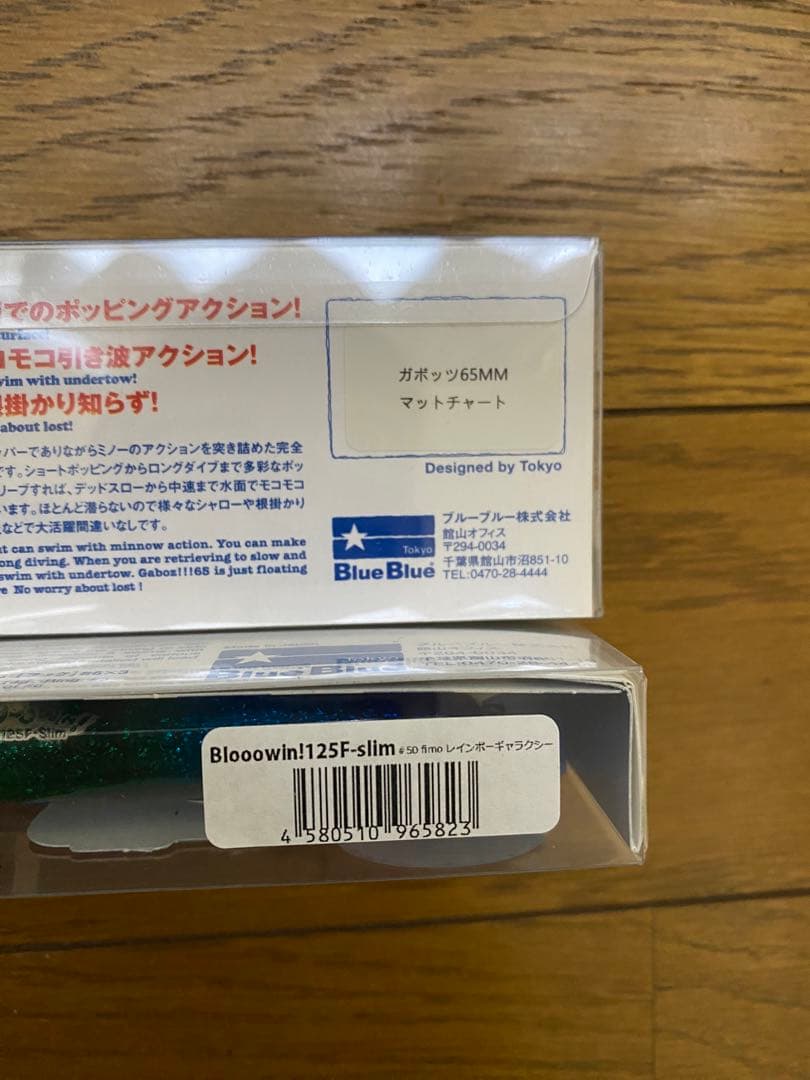 でのポッピングアクション!
モコ引き波アクション!
swim with undertow!
掛かり知らず!
about lost!
パーでありながらミノーのアクションを突き詰めた完全
です。ショートポッピングからロングダイブまで多彩なポッ
リーブすれば、デッドスローから中速まで水面でモコモコ
います。ほとんど潜らないので様々なシャローや根掛かり
などで大活躍間違いなしです。
ut can swim with minnow action. You can make
ong diving. When you are retrieving to slow and
swim with undertow. Gaboz!!!65 is just floating
No worry about lost !
ガボッツ65MM
マットチャート
Designed by Tokyo
Tokyo
BlueBlue
ブルーブルー株式会社
館山オフィス
〒294-0034
千葉県館山市沼851-10
TEL:0470-28-4444
BlueBlue
125F-Slim
Blooowin!125F-slim #50 fimo レインボーギャラクシー
4 580510 965823